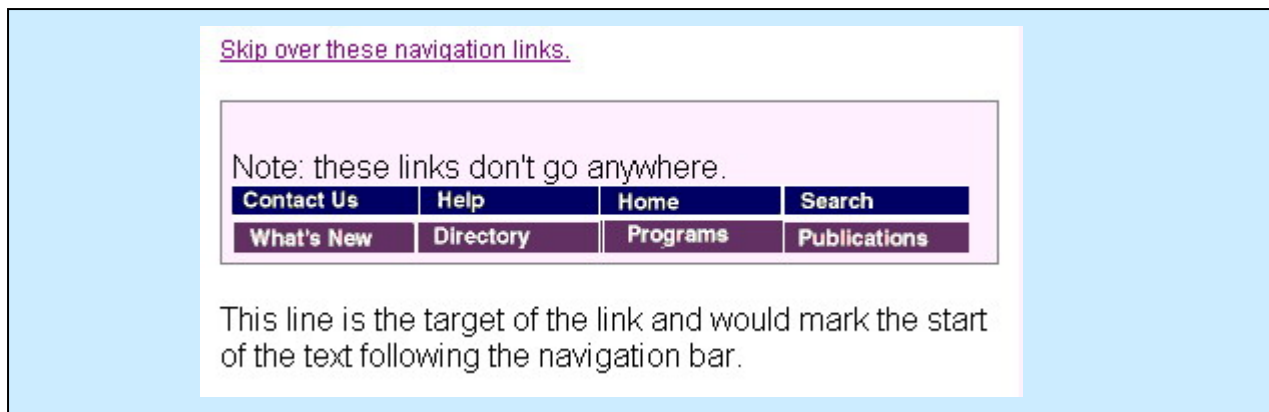 Skip over these navigation links.
Note: these links don't go anywhere.
Contact Us Help Home Search
What's New Directory Programs Publications
This line is the target of the link and would mark the start
of the text following the navigation bar.